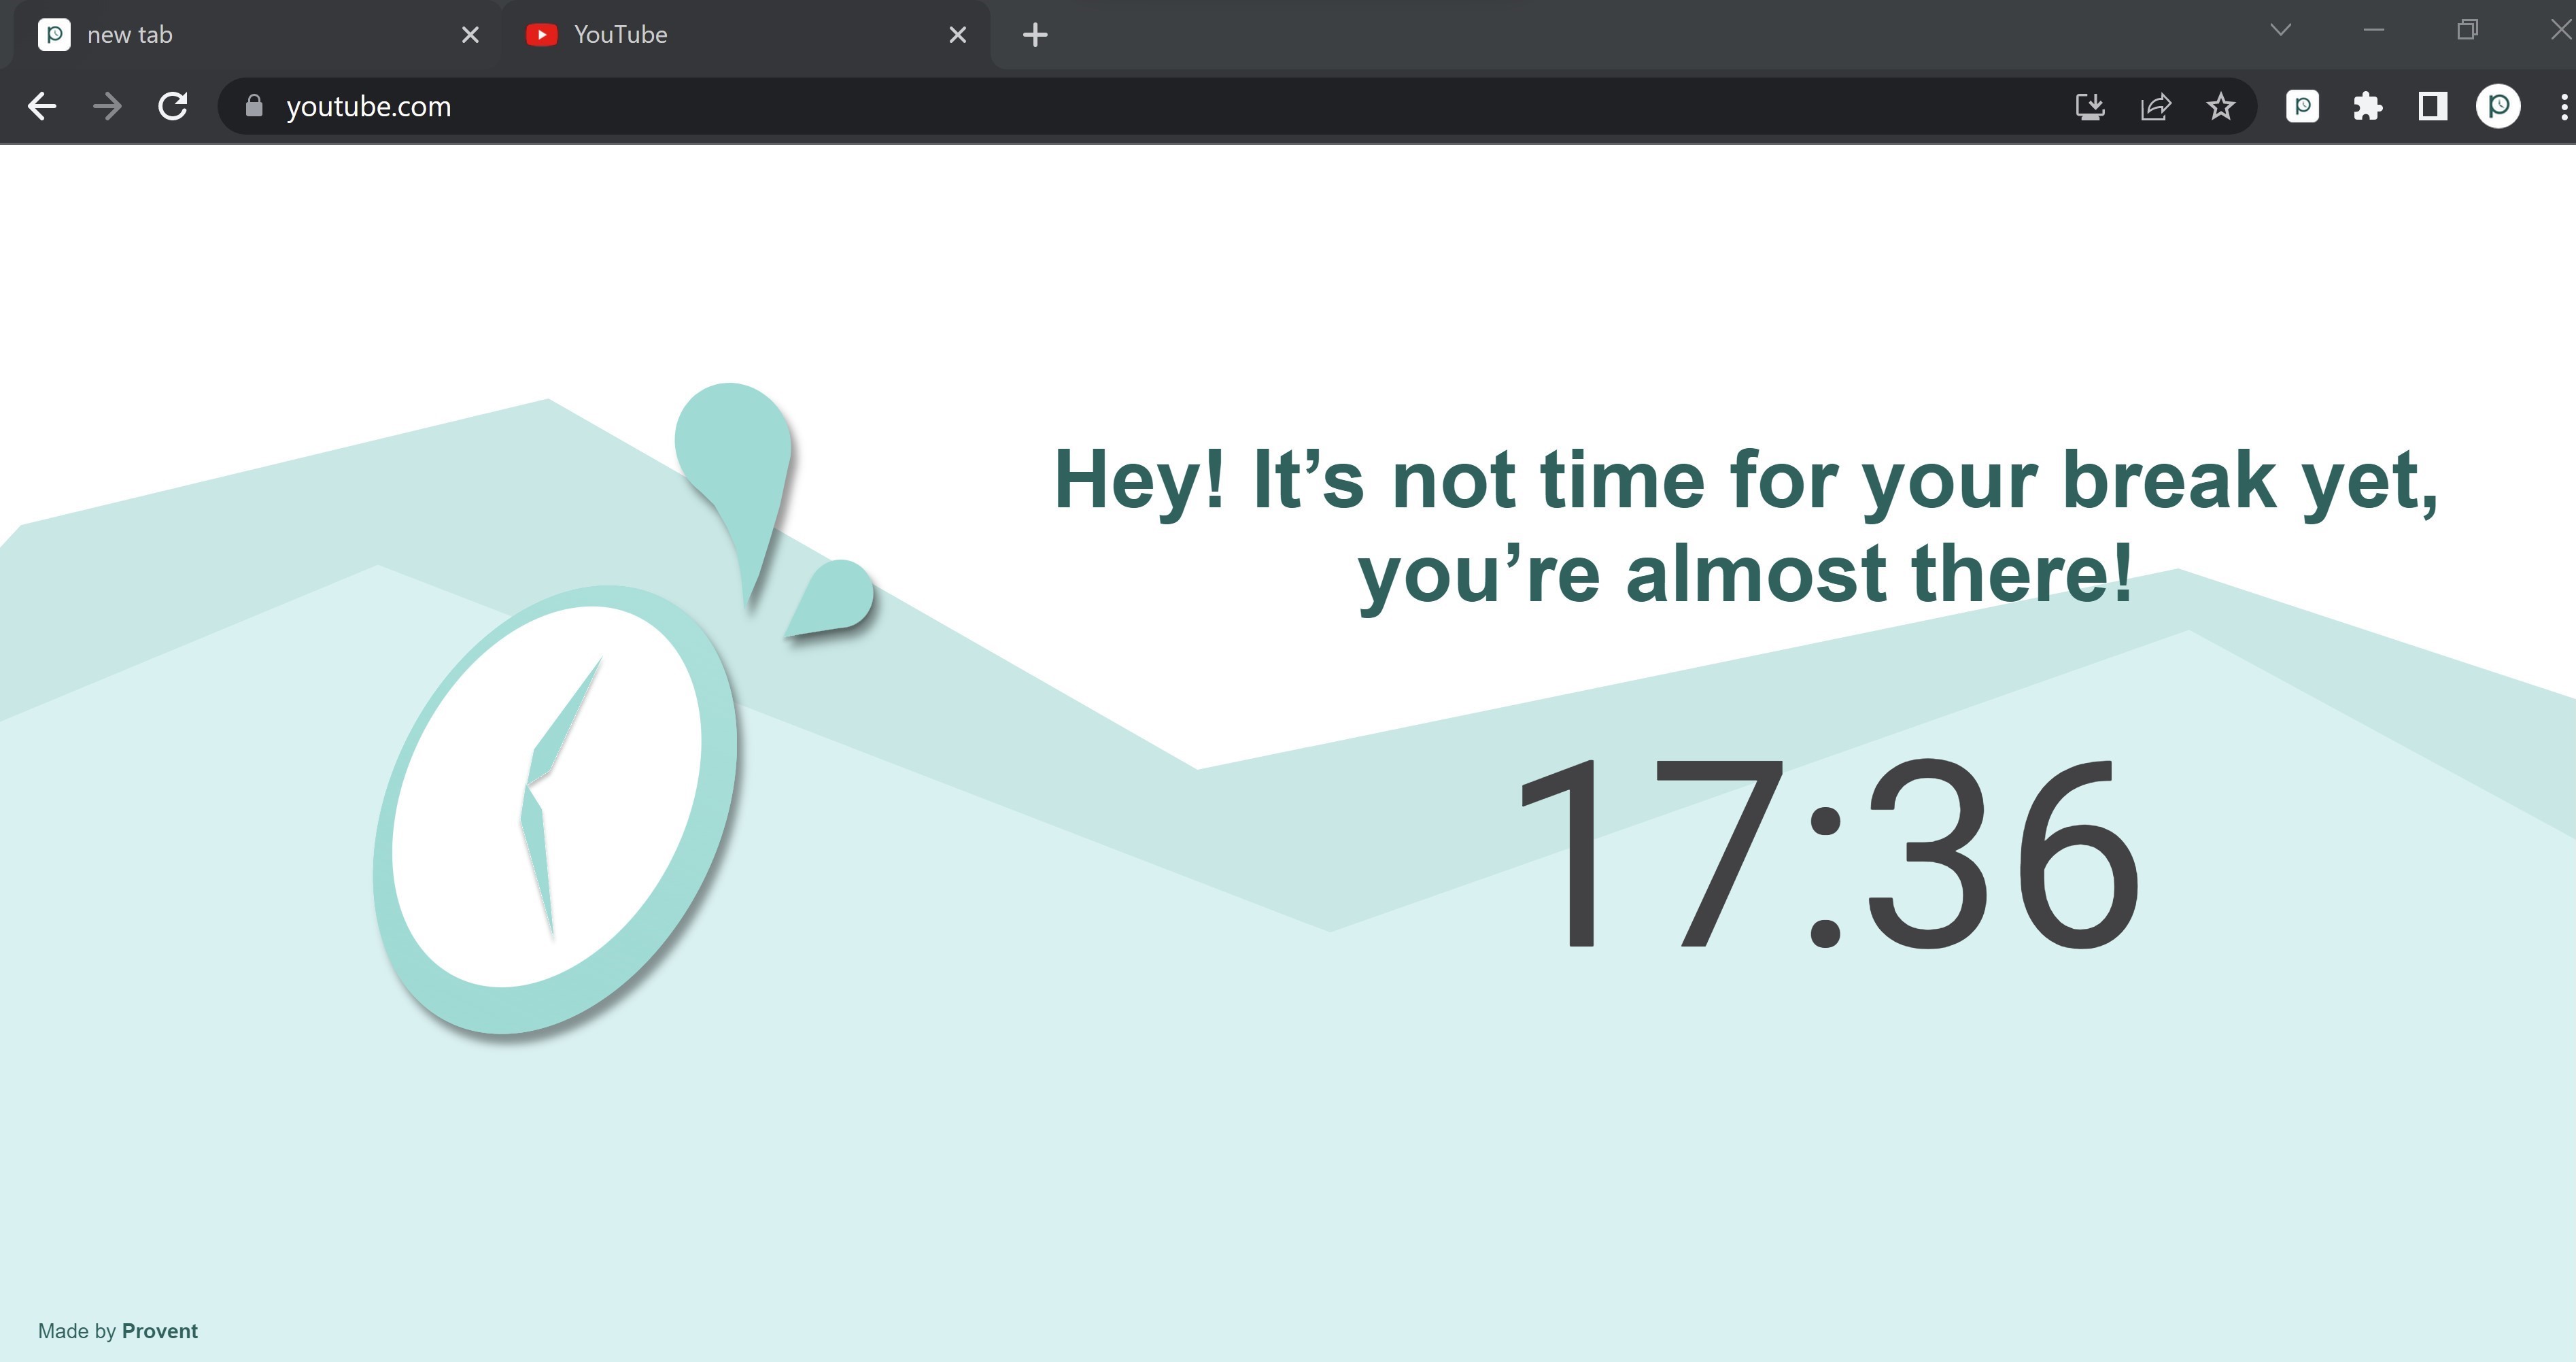 new tab
YouTube
youtube.com
Hey! It’s not time for your break yet,
you’re almost there!
17:36
Made by Provent